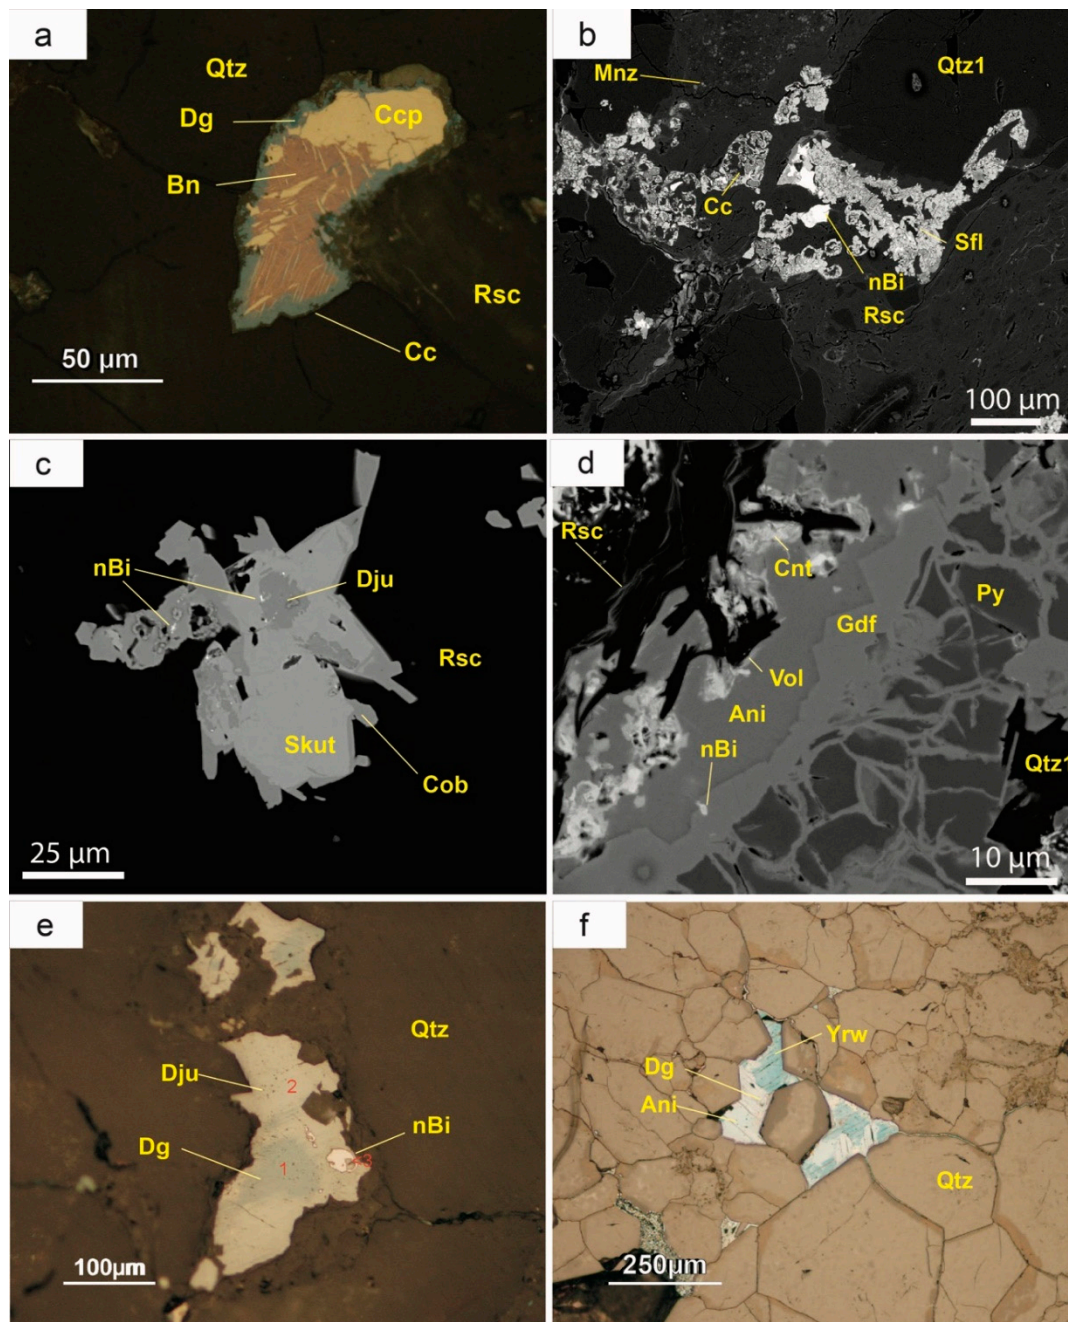 a
Qtz
Dg
Ccp
Bn
Rsc
Cc
50 µm
b
Mnz
Qtz1
Cc
Sfl
nBi
Rsc
100 µm
c
nBi
Dju
Rsc
Skut
Cob
25 µm
d
Rsc
Cnt
Py
Gdf
Vol
Ani
nBi
Qtz1
10 µm
e
Qtz
Dju
2
nBi
Dg
1
+3
100µm
f
Yrw
Dg
Ani
Qtz
250µm